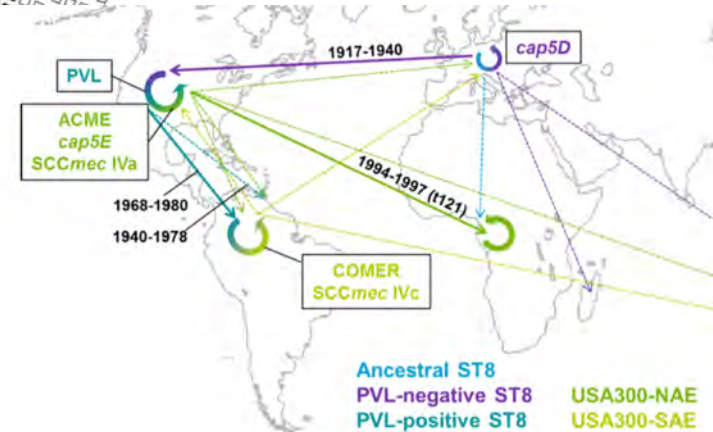 1917-1940
cap5D
PVL
ACME
cap5E
SCCmec IVa
1994-1997 (t121)
1968-1980
1940-1978
COMER
SCCmec IVc
Ancestral ST8
PVL-negative ST8 USA300-NAE
PVL-positive ST8 USA300-SAE